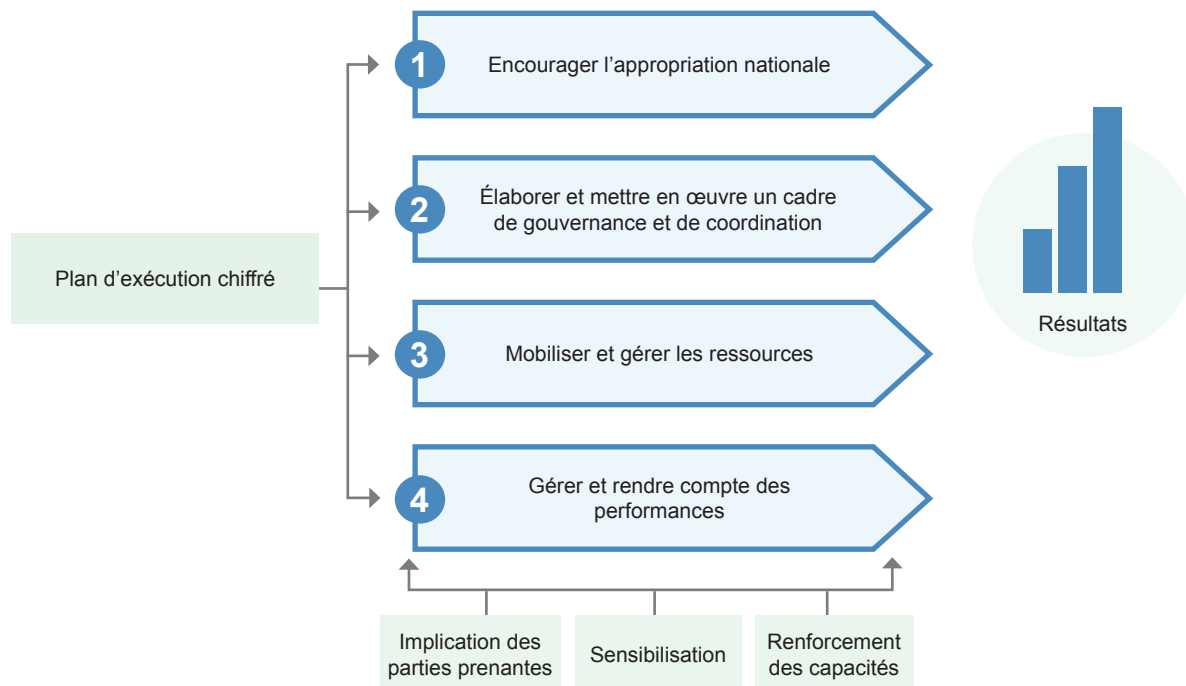 Plan d’exécution chiffré
1
Encourager l’appropriation nationale
2
Élaborer et mettre en œuvre un cadre
de gouvernance et de coordination
3
Mobiliser et gérer les ressources
4
Gérer et rendre compte des
performances
Résultats
Implication des
parties prenantes
Sensibilisation
Renforcement
des capacités